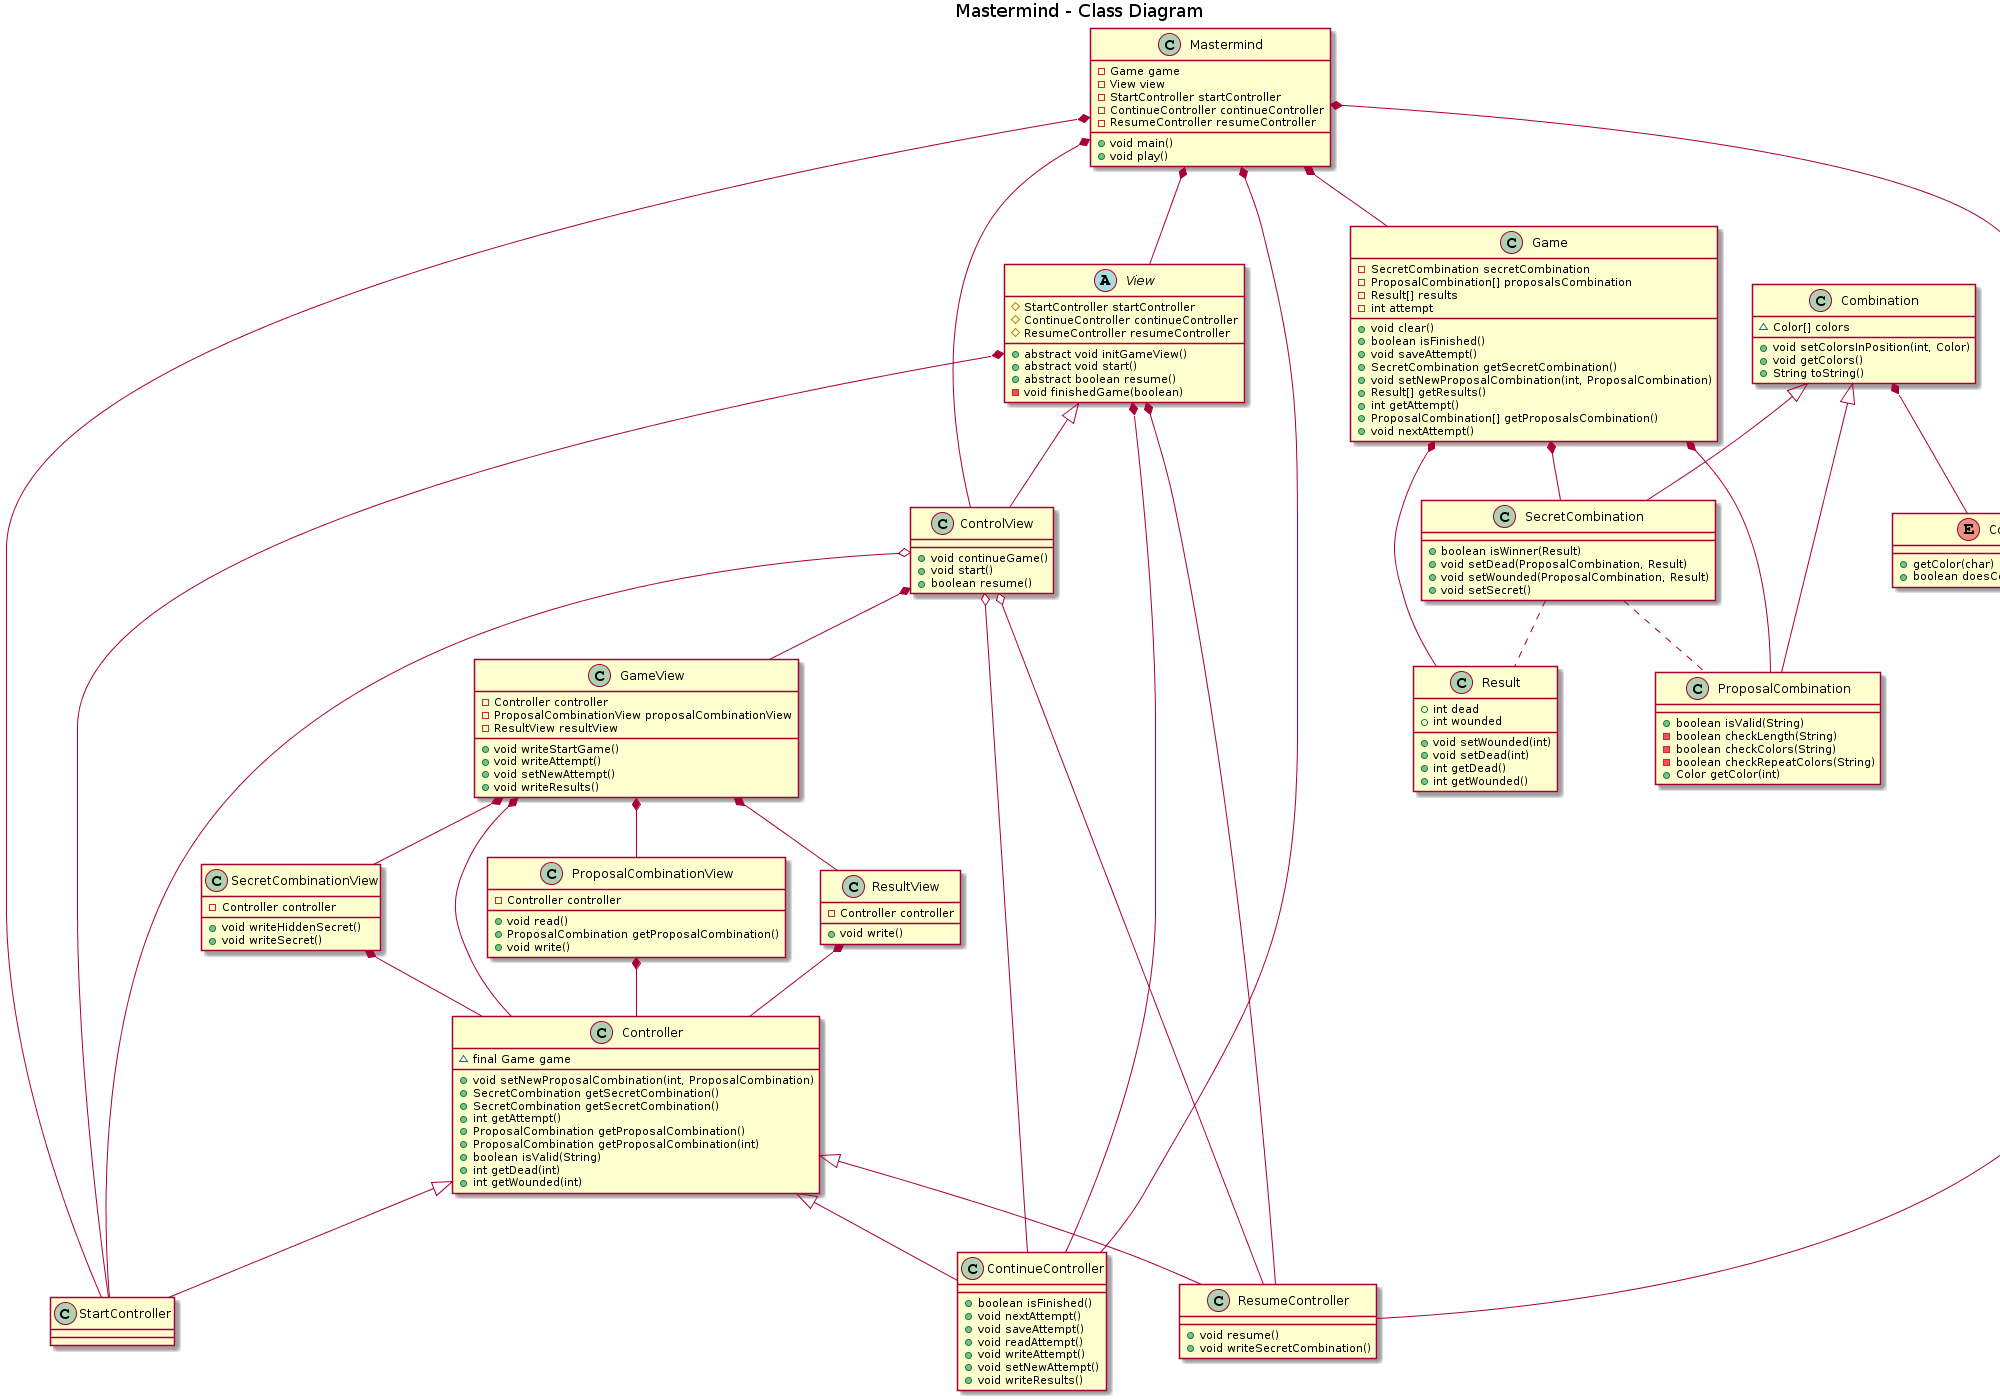 Mastermind - Class Diagram
C Mastermind
Game game
View view
StartController startController
ContinueController continueController
ResumeController resumeController
void main()
void play()
C Game
SecretCombination secretCombination
ProposalCombination[] proposalsCombination
Result[] results
int attempt
void clear()
boolean isFinished()
void saveAttempt()
SecretCombination getSecretCombination()
void setNewProposalCombination(int, ProposalCombination)
Result[] getResults()
int getAttempt()
ProposalCombination[] getProposalsCombination()
void nextAttempt()
A View
StartController startController
ContinueController continueController
ResumeController resumeController
abstract void initGameView()
abstract void start()
abstract boolean resume()
void finishedGame(boolean)
C Combination
Color[] colors
void setColorsInPosition(int, Color)
void getColors()
String toString()
C ControlView
void continueGame()
void start()
boolean resume()
C SecretCombination
boolean isWinner(Result)
void setDead(ProposalCombination, Result)
void setWounded(ProposalCombination, Result)
void setSecret()
E Co
getColor(char)
boolean doesC
C GameView
Controller controller
ProposalCombinationView proposalCombinationView
ResultView resultView
void writeStartGame()
void writeAttempt()
void setNewAttempt()
void writeResults()
C Result
int dead
int wounded
void setWounded(int)
void setDead(int)
int getDead()
int getWounded()
C ProposalCombination
boolean isValid(String)
boolean checkLength(String)
boolean checkColors(String)
boolean checkRepeatColors(String)
Color getColor(int)
C SecretCombinationView
Controller controller
void writeHiddenSecret()
void writeSecret()
C ProposalCombinationView
Controller controller
void read()
ProposalCombination getProposalCombination()
void write()
C ResultView
Controller controller
void write()
C Controller
final Game game
void setNewProposalCombination(int, ProposalCombination)
SecretCombination getSecretCombination()
SecretCombination getSecretCombination()
int getAttempt()
ProposalCombination getProposalCombination()
ProposalCombination getProposalCombination(int)
boolean isValid(String)
int getDead(int)
int getWounded(int)
C StartController
C ContinueController
boolean isFinished()
void nextAttempt()
void saveAttempt()
void readAttempt()
void writeAttempt()
void setNewAttempt()
void writeResults()
C ResumeController
void resume()
void writeSecretCombination()